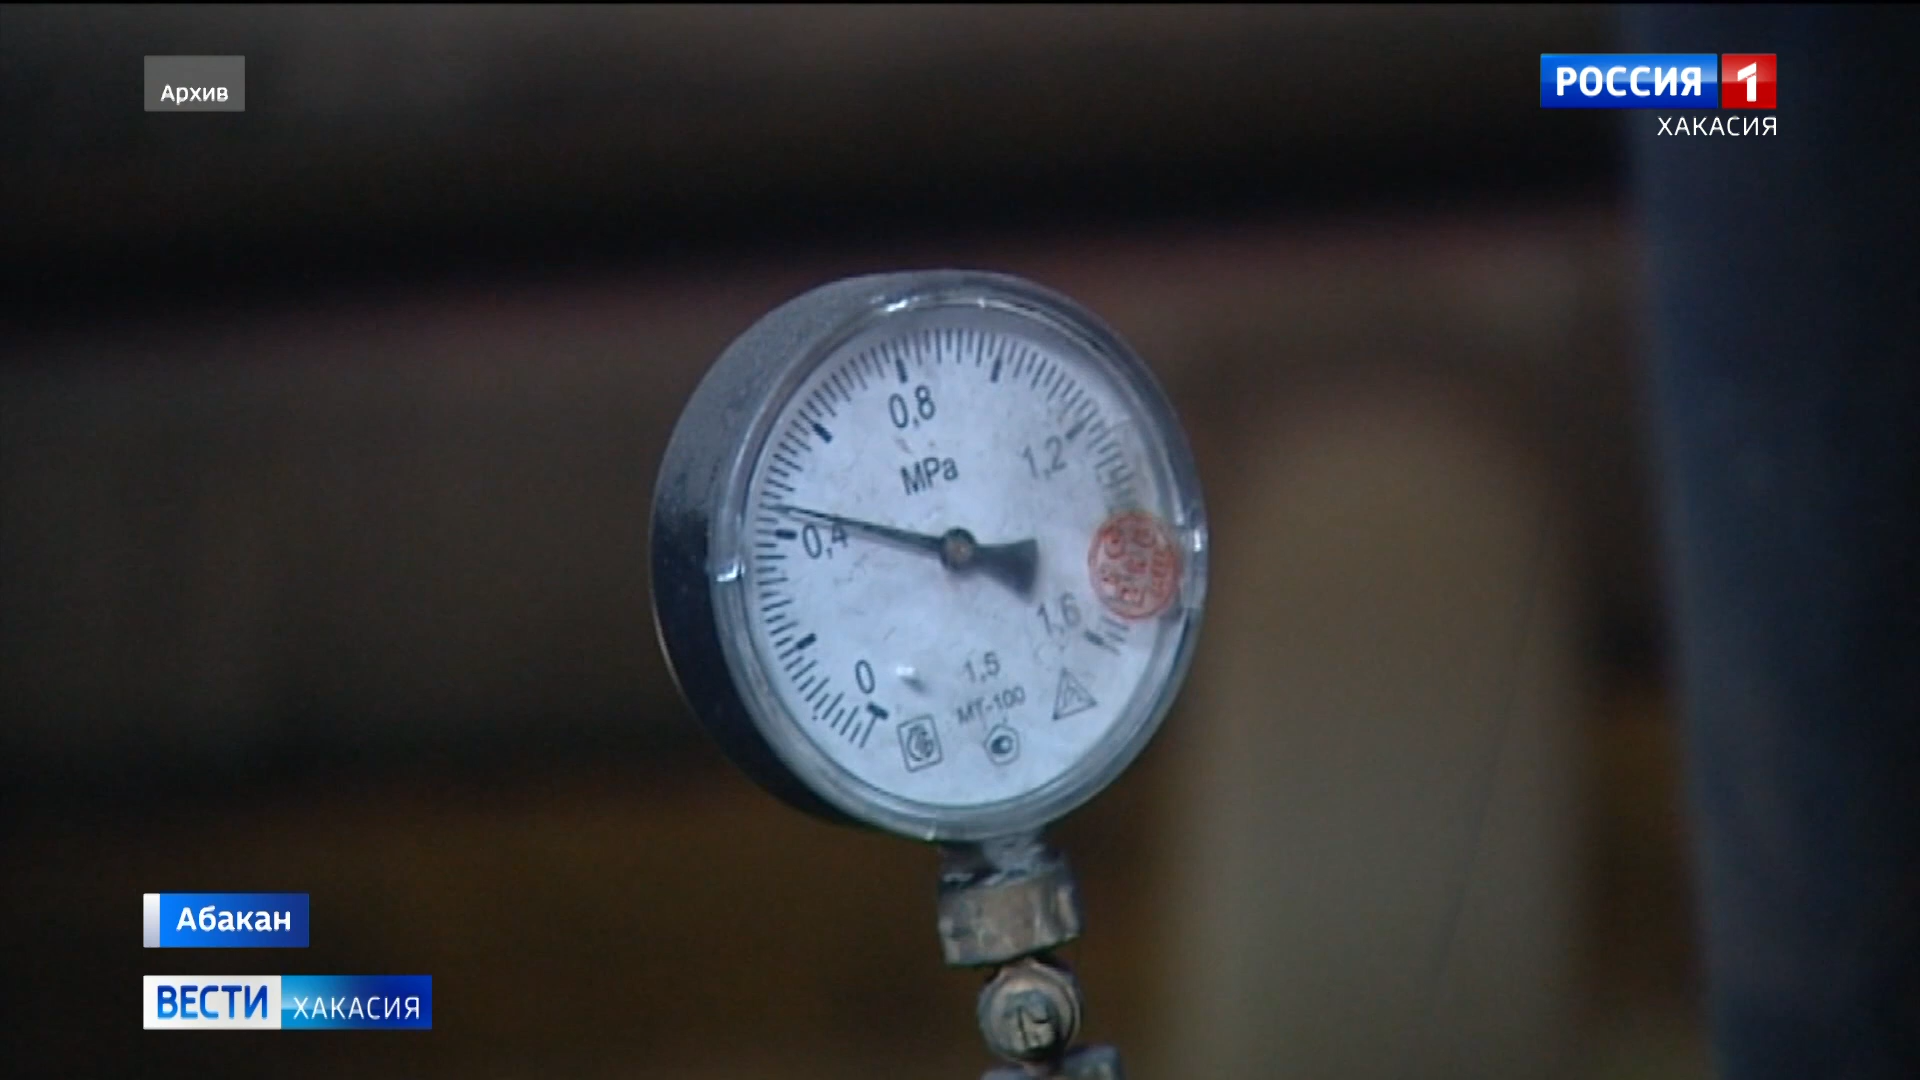 Архив
РОССИЯ 1
ХАКАСИЯ
0,8
MPa
1,2
0,4
1,6
0
1,5
МТ-100
Абакан
ВЕСТИ ХАКАСИЯ